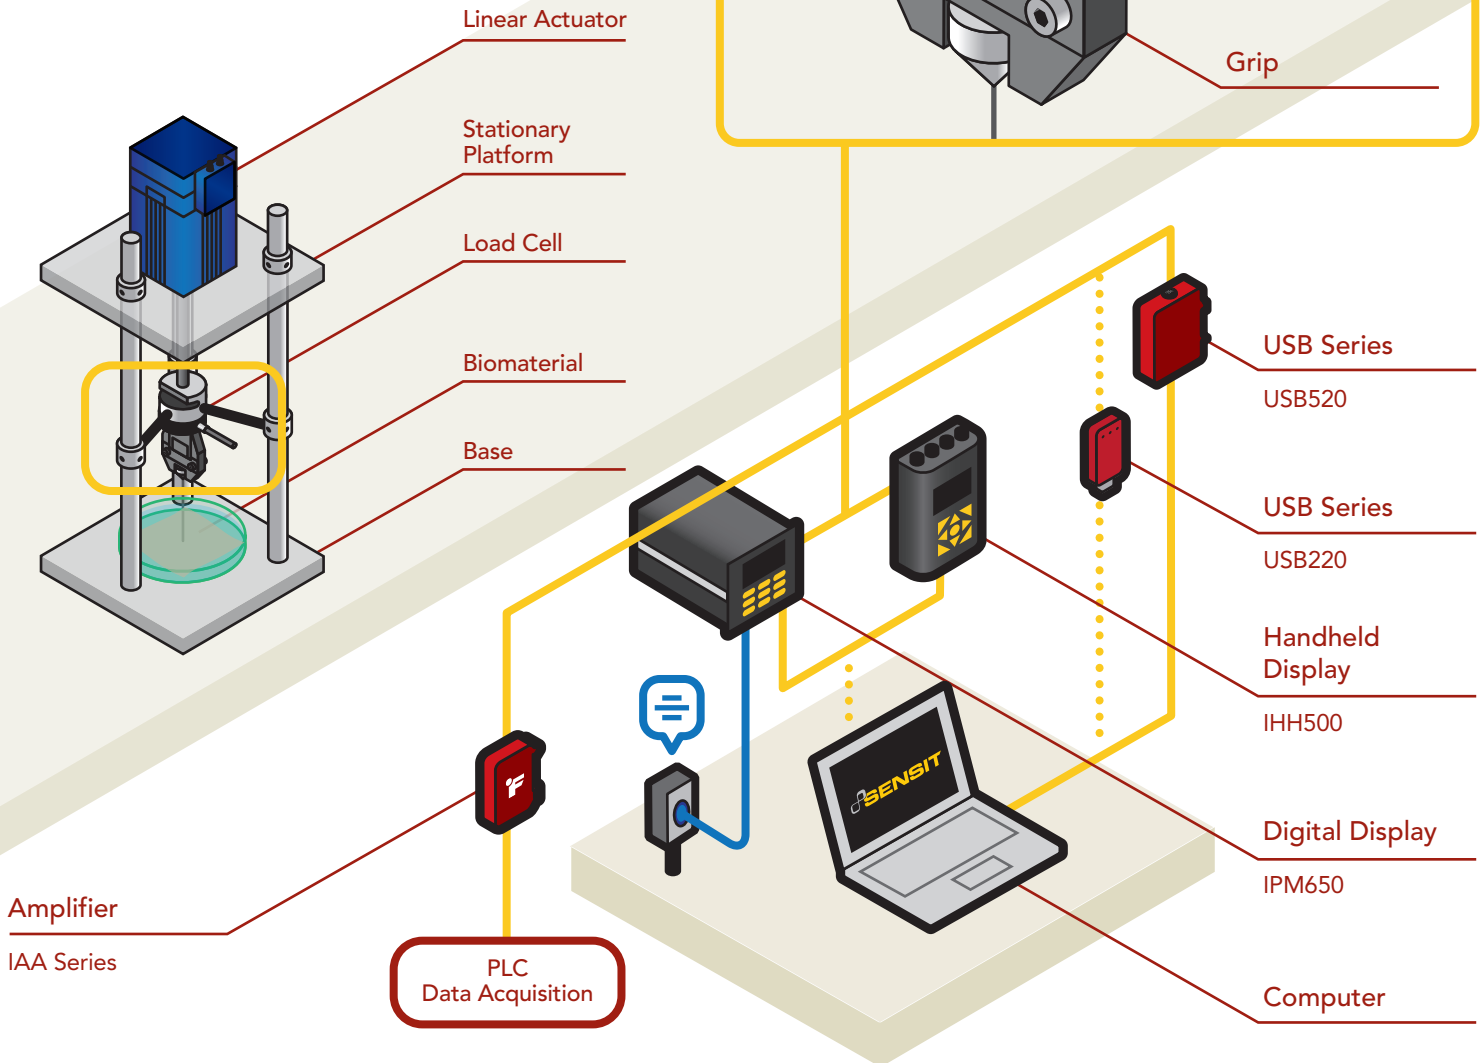 Linear Actuator
Grip
Stationary
Platform
Load Cell
Biomaterial
Base
USB Series
USB520
USB Series
USB220
Handheld
Display
IHH500
SENSIT
Digital Display
IPM650
Amplifier
IAA Series
PLC
Data Acquisition
Computer